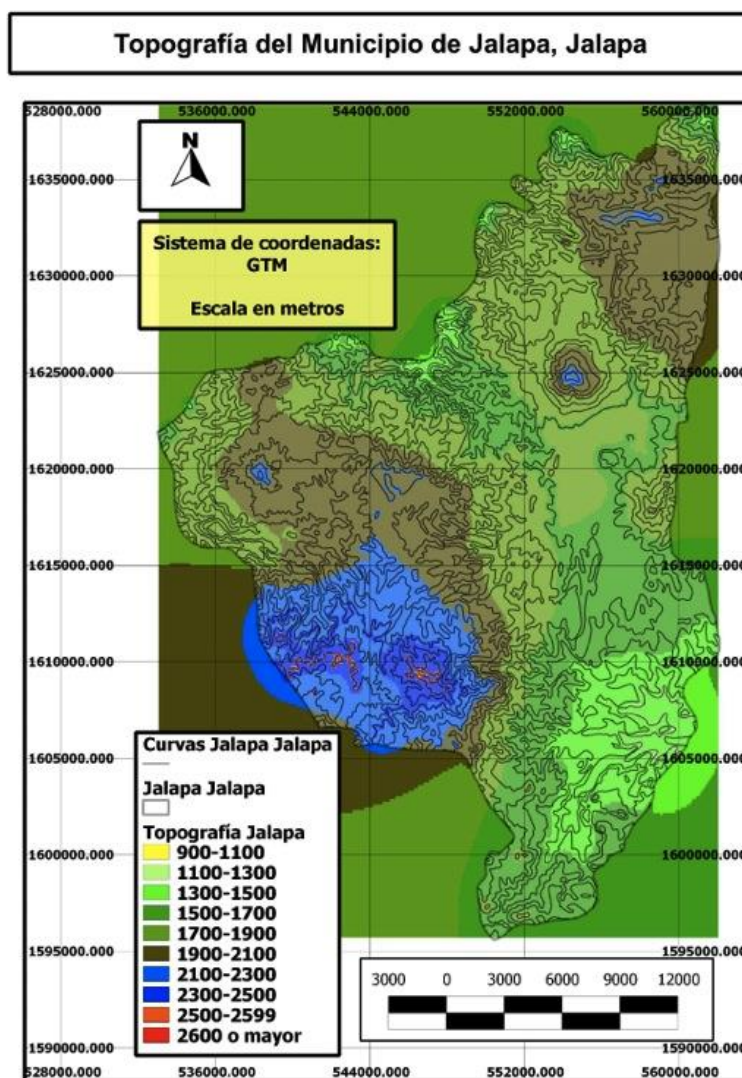 Topografía del Municipio de Jalapa, Jalapa
528000.000 536000.000 544000.000 552000.000 560000.000
N
1635000.000 1635000.000
Sistema de coordenadas:
GTM
Escala en metros
1630000.000 1630000.000
1625000.000 1625000.000
1620000.000 1620000.000
1615000.000 1615000.000
1610000.000 1610000.000
1605000.000 1605000.000
Curvas Jalapa Jalapa
Jalapa Jalapa
Topografía Jalapa
900-1100
1100-1300
1300-1500
1500-1700
1700-1900
1900-2100
2100-2300
2300-2500
2500-2599
2600 o mayor
1600000.000 1600000.000
1595000.000 1595000.000
3000 0 3000 6000 9000 12000
1590000.000 1590000.000
528000.000 536000.000 544000.000 552000.000 560000.000